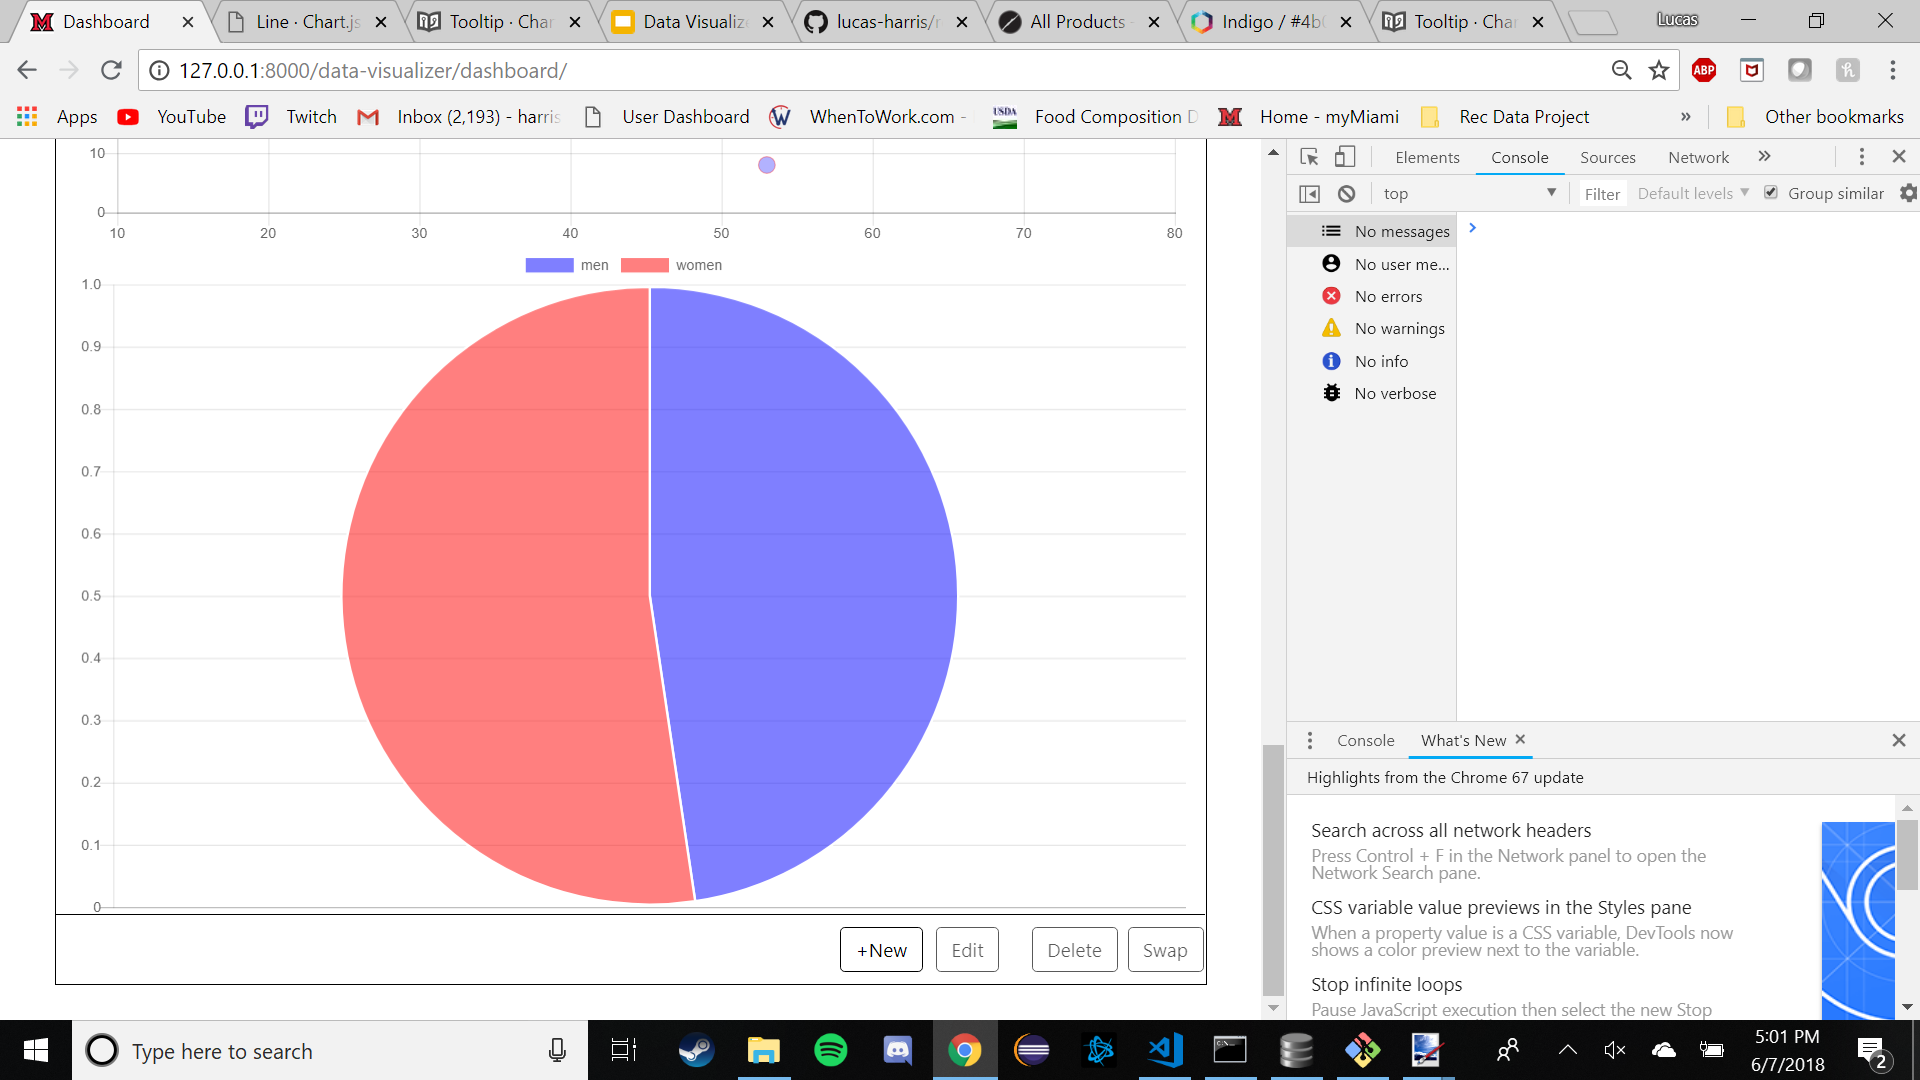 Dashboard
Line · Chart.js
Tooltip · Char
Data Visualize
lucas-harris/r
All Products -
Indigo / #4b0
Tooltip · Char
Lucas
127.0.0.1:8000/data-visualizer/dashboard/
ABP
Apps
YouTube
Twitch
Inbox (2,193) - harris
User Dashboard
WhenToWork.com -
USDA
Food Composition D
Home - myMiami
Rec Data Project
»
Other bookmarks
10
0
10 20 30 40 50 60 70 80
men women
1.0
0.9
0.8
0.7
0.6
0.5
0.4
0.3
0.2
0.1
0
+New
Edit
Delete
Swap
Elements
Console
Sources
Network
»
top
Filter
Default levels
Group similar
No messages
No user me...
No errors
No warnings
No info
No verbose
Console
What's New
Highlights from the Chrome 67 update
Search across all network headers
Press Control + F in the Network panel to open the
Network Search pane.
CSS variable value previews in the Styles pane
When a property value is a CSS variable, DevTools now
shows a color preview next to the variable.
Stop infinite loops
Pause JavaScript execution then select the new Stop
Type here to search
5:01 PM
6/7/2018
2